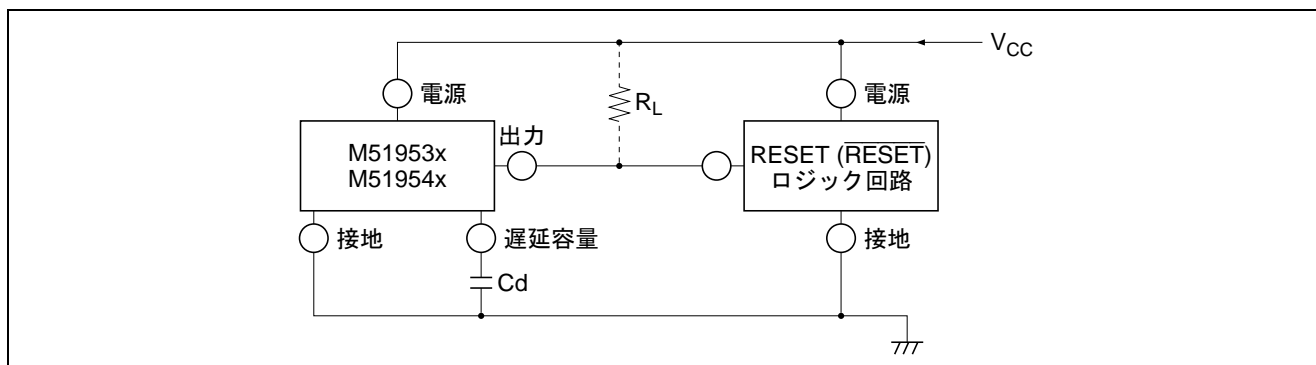 V_CC
電源
R_L
電源
M51953x
M51954x
出力
RESET (R̅E̅S̅E̅T̅)
ロジック回路
接地
遅延容量
接地
Cd